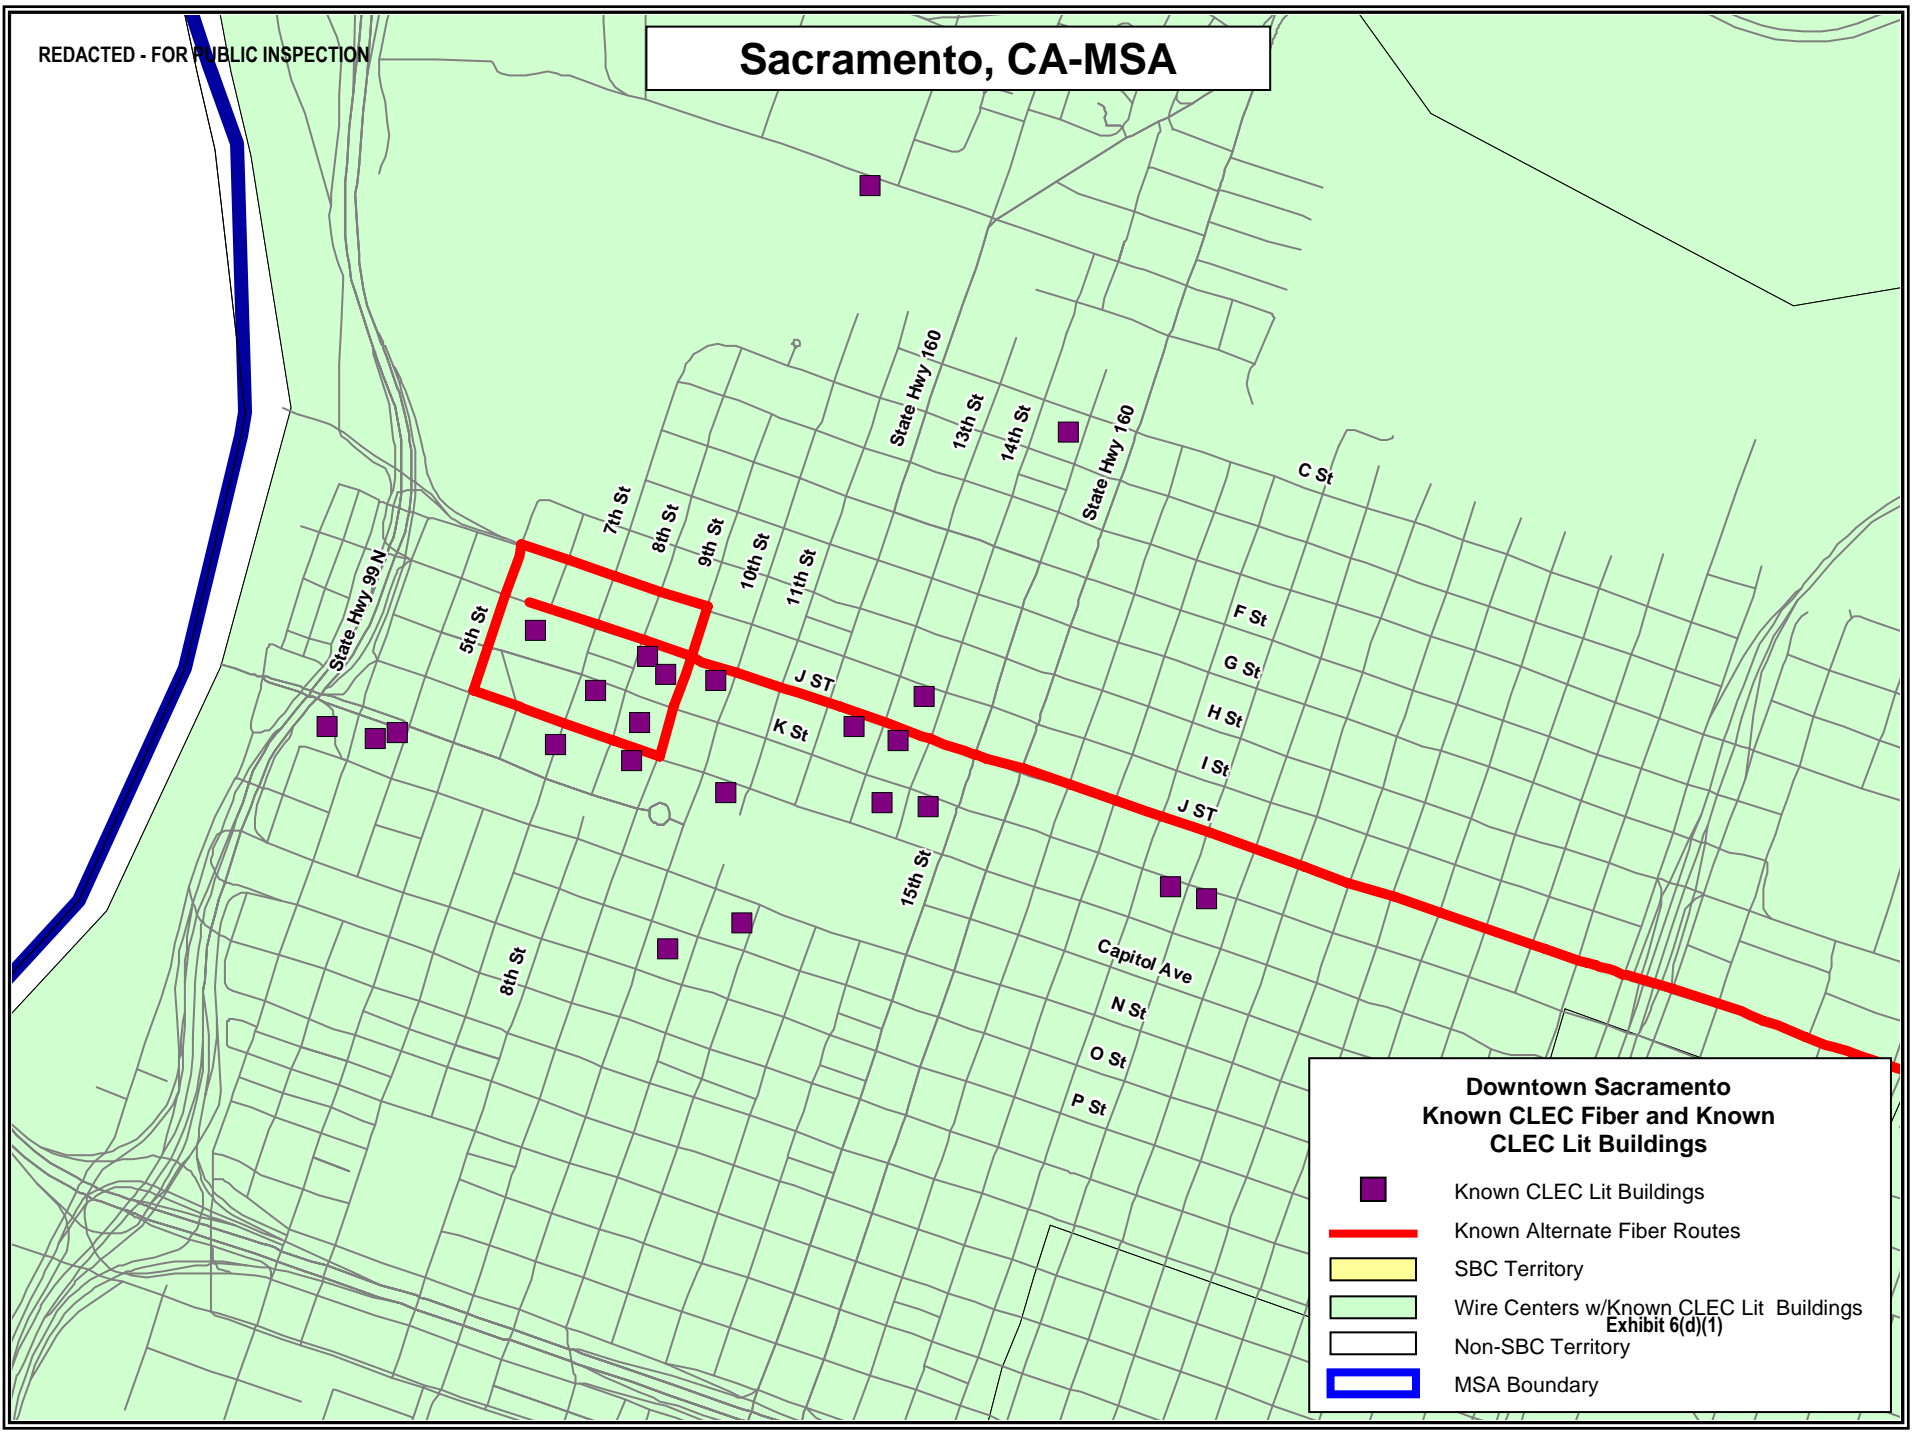 REDACTED - FOR PUBLIC INSPECTION
Sacramento, CA-MSA
State Hwy 160
13th St
14th St
State Hwy 160
C St
7th St
8th St
9th St
10th St
11th St
State Hwy 99 N
5th St
F St
G St
H St
I St
J ST
J ST
K St
15th St
8th St
Capitol Ave
N St
O St
P St
Downtown Sacramento
Known CLEC Fiber and Known
CLEC Lit Buildings
Known CLEC Lit Buildings
Known Alternate Fiber Routes
SBC Territory
Wire Centers w/Known CLEC Lit Buildings
Exhibit 6(d)(1)
Non-SBC Territory
MSA Boundary